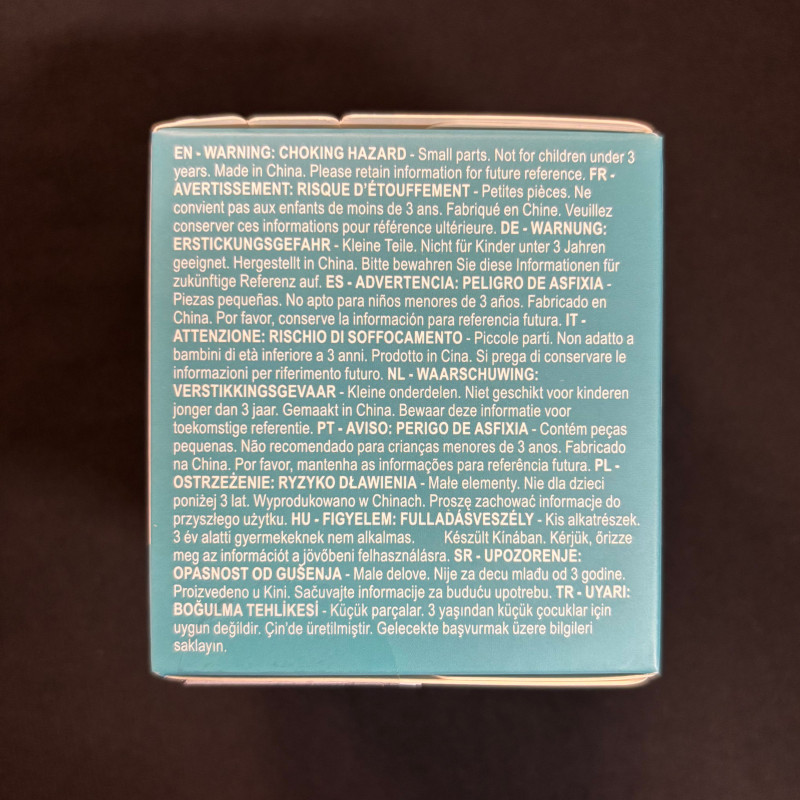 EN - WARNING: CHOKING HAZARD - Small parts. Not for children under 3
years. Made in China. Please retain information for future reference. FR -
AVERTISSEMENT: RISQUE D'ÉTOUFFEMENT - Petites pièces. Ne
convient pas aux enfants de moins de 3 ans. Fabriqué en Chine. Veuillez
conserver ces informations pour référence ultérieure. DE - WARNUNG:
ERSTICKUNGSGEFAHR - Kleine Teile. Nicht für Kinder unter 3 Jahren
geeignet. Hergestellt in China. Bitte bewahren Sie diese Informationen für
zukünftige Referenz auf. ES - ADVERTENCIA: PELIGRO DE ASFIXIA -
Piezas pequeñas. No apto para niños menores de 3 años. Fabricado en
China. Por favor, conserve la información para referencia futura. IT -
ATTENZIONE: RISCHIO DI SOFFOCAMENTO - Piccole parti. Non adatto a
bambini di età inferiore a 3 anni. Prodotto in Cina. Si prega di conservare le
informazioni per riferimento futuro. NL - WAARSCHUWING:
VERSTIKKINGSGEVAAR - Kleine onderdelen. Niet geschikt voor kinderen
jonger dan 3 jaar. Gemaakt in China. Bewaar deze informatie voor
toekomstige referentie. PT - AVISO: PERIGO DE ASFIXIA - Contém peças
pequenas. Não recomendado para crianças menores de 3 anos. Fabricado
na China. Por favor, mantenha as informações para referência futura. PL -
OSTRZEŻENIE: RYZYKO DŁAWIENIA - Małe elementy. Nie dla dzieci
poniżej 3 lat. Wyprodukowano w Chinach. Proszę zachować informacje do
przyszłego użytku. HU - FIGYELEM: FULLADÁSVESZÉLY - Kis alkatrészek.
3 év alatti gyermekeknek nem alkalmas. Készült Kínában. Kérjük, őrizze
meg az információt a jövőbeni felhasználásra. SR - UPOZORENJE:
OPASNOST OD GUŠENJA - Male delove. Nije za decu mlađu od 3 godine.
Proizvedeno u Kini. Sačuvajte informacije za buduću upotrebu. TR - UYARI:
BOĞULMA TEHLİKESİ - Küçük parçalar. 3 yaşından küçük çocuklar için
uygun değildir. Çin'de üretilmiştir. Gelecekte başvurmak üzere bilgileri
saklayın.